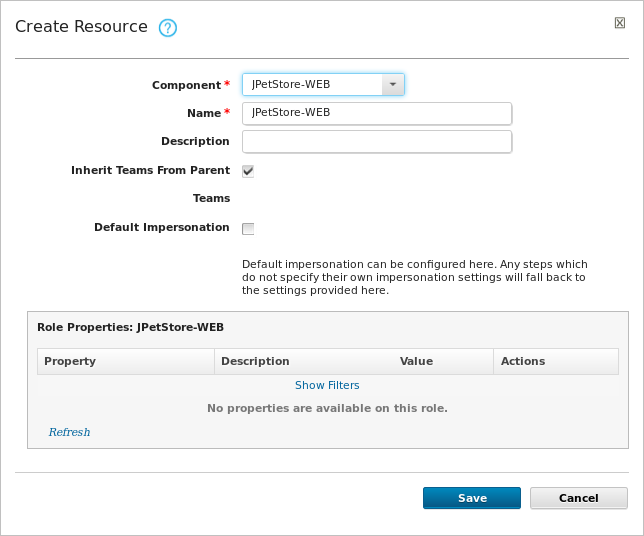 Create Resource ?
Component * JPetStore-WEB
Name * JPetStore-WEB
Description
Inherit Teams From Parent
Teams
Default Impersonation
Default impersonation can be configured here. Any steps which
do not specify their own impersonation settings will fall back to
the settings provided here.
Role Properties: JPetStore-WEB
Property Description Value Actions
Show Filters
No properties are available on this role.
Refresh
Save Cancel